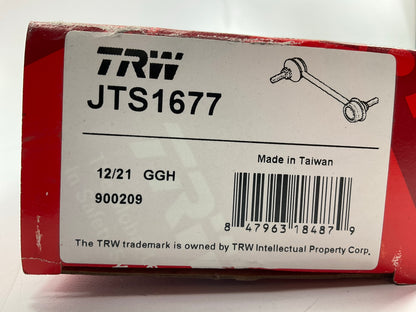 TRW
JTS1677
Made in Taiwan
12/21 GGH
900209
8 47963 18487 9
The TRW trademark is owned by TRW Intellectual Property Corp.